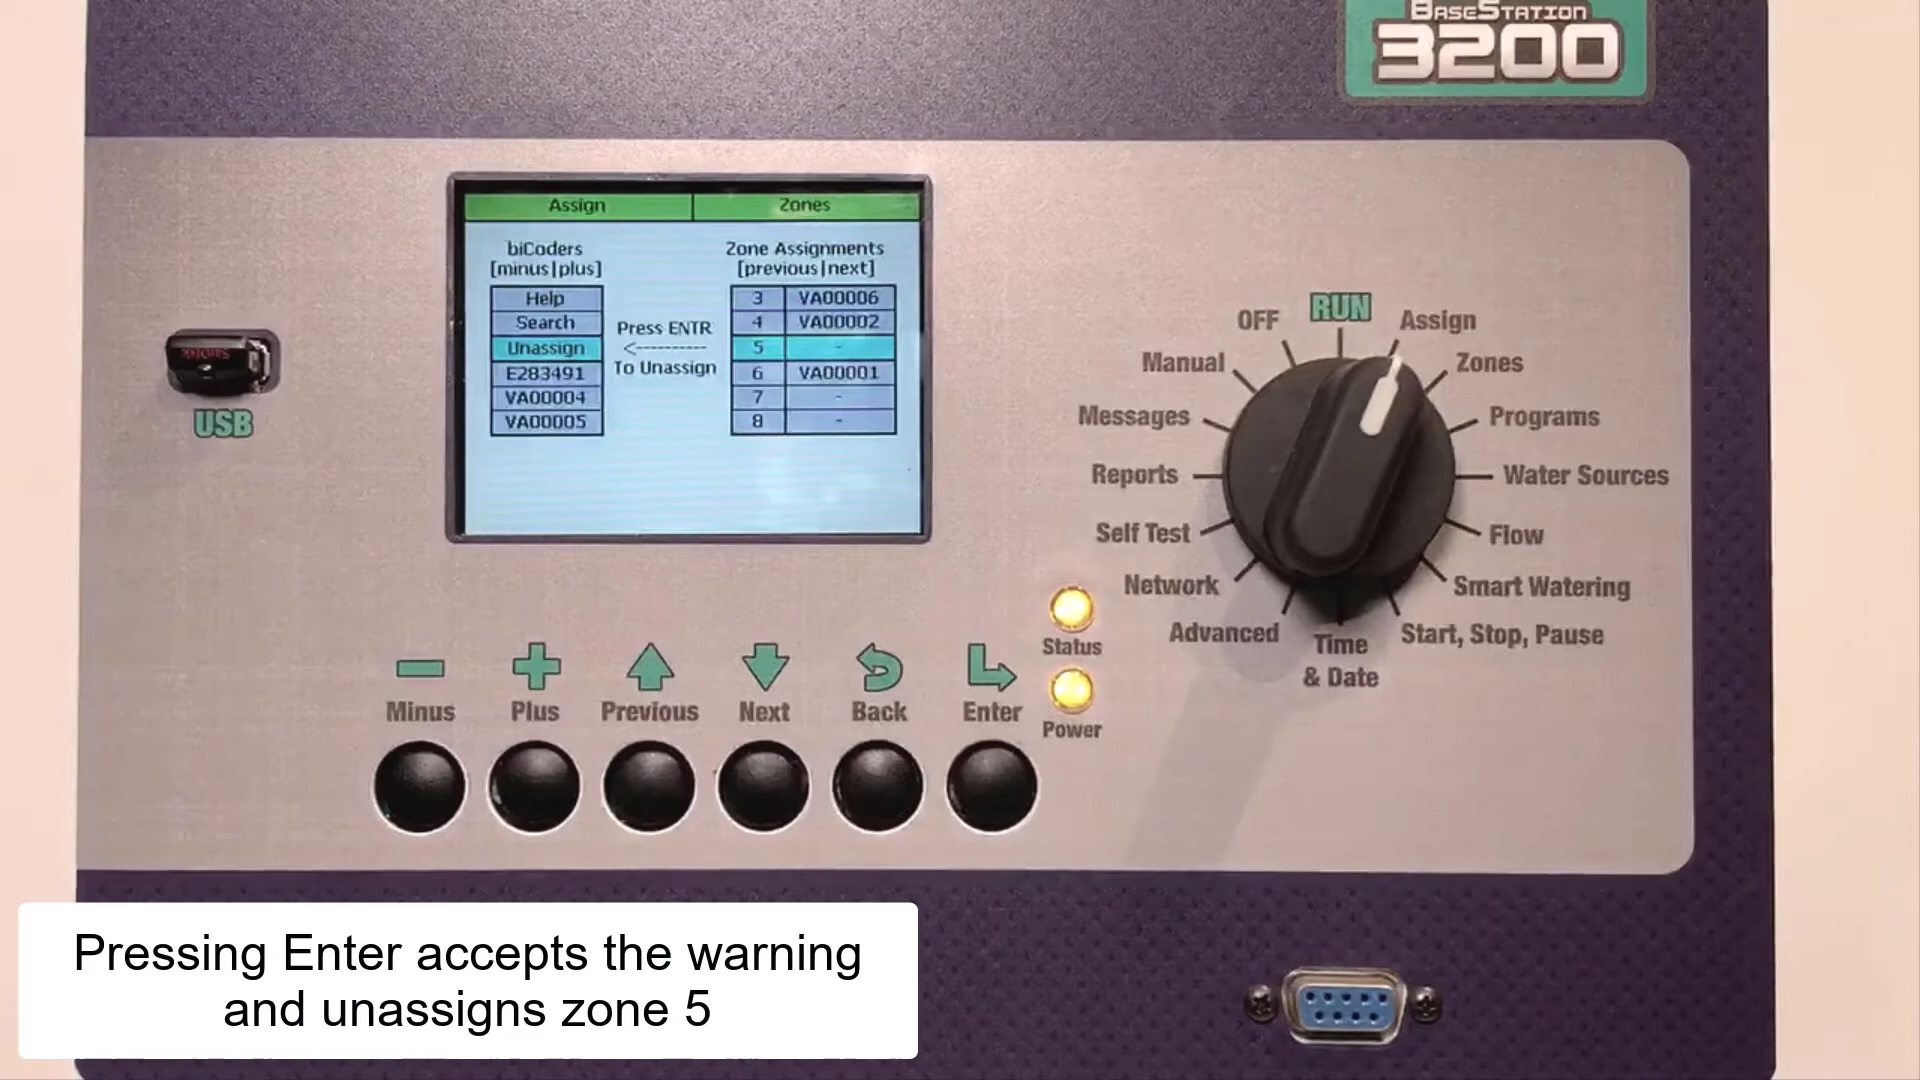 BASESTATION
3200
Assign
Zones
biCoders
[minus|plus]
Help
Search
Unassign
E283491
VA00004
VA00005
Press ENTR
<--------
To Unassign
Zone Assignments
[previous|next]
3 VA00006
4 VA00002
5 -
6 VA00001
7 -
8 -
SanDisk
USB
OFF
RUN
Assign
Manual
Zones
Messages
Programs
Reports
Water Sources
Self Test
Flow
Network
Smart Watering
Advanced
Time
& Date
Start, Stop, Pause
Status
Power
Minus
Plus
Previous
Next
Back
Enter
Pressing Enter accepts the warning
and unassigns zone 5